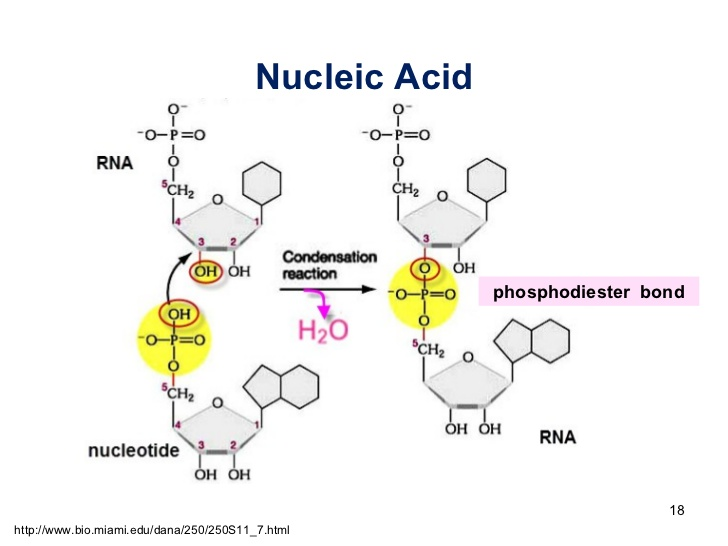 Nucleic Acid
O⁻
⁻O–P=O
O
RNA
⁵CH₂
O
4
1
3
2
OH
OH
OH
⁻O–P=O
O
⁵CH₂
O
4
1
nucleotide
3
2
OH
OH
Condensation
reaction
H₂O
O⁻
⁻O–P=O
O
CH₂
O
3
O
OH
⁻O–P=O
phosphodiester bond
O
⁵CH₂
O
OH
OH
RNA
18
http://www.bio.miami.edu/dana/250/250S11_7.html